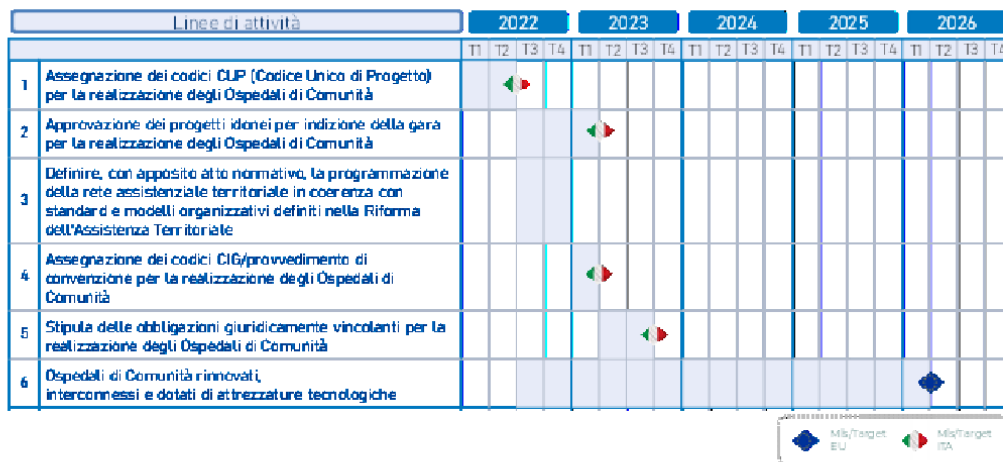 Linee di attività 2022 2023 2024 2025 2026
T1 T2 T3 T4 T1 T2 T3 T4 T1 T2 T3 T4 T1 T2 T3 T4 T1 T2 T3 T4
1 Assegnazione dei codici CUP (Codice Unico di Progetto)
per la realizzazione degli Ospedali di Comunità
2 Approvazione dei progetti idonei per indizione della gara
per la realizzazione degli Ospedali di Comunità
3 Definire, con apposito atto normativo, la programmazione
della rete assistenziale territoriale in coerenza con
standard e modelli organizzativi definiti nella Riforma
dell'Assistenza Territoriale
4 Assegnazione dei codici CIG/provvedimento di
convenzione per la realizzazione degli Ospedali di
Comunità
5 Stipula delle obbligazioni giuridicamente vincolanti per la
realizzazione degli Ospedali di Comunità
6 Ospedali di Comunità rinnovati,
interconnessi e dotati di attrezzature tecnologiche
Mls/Target
EU
Mls/Target
ITA